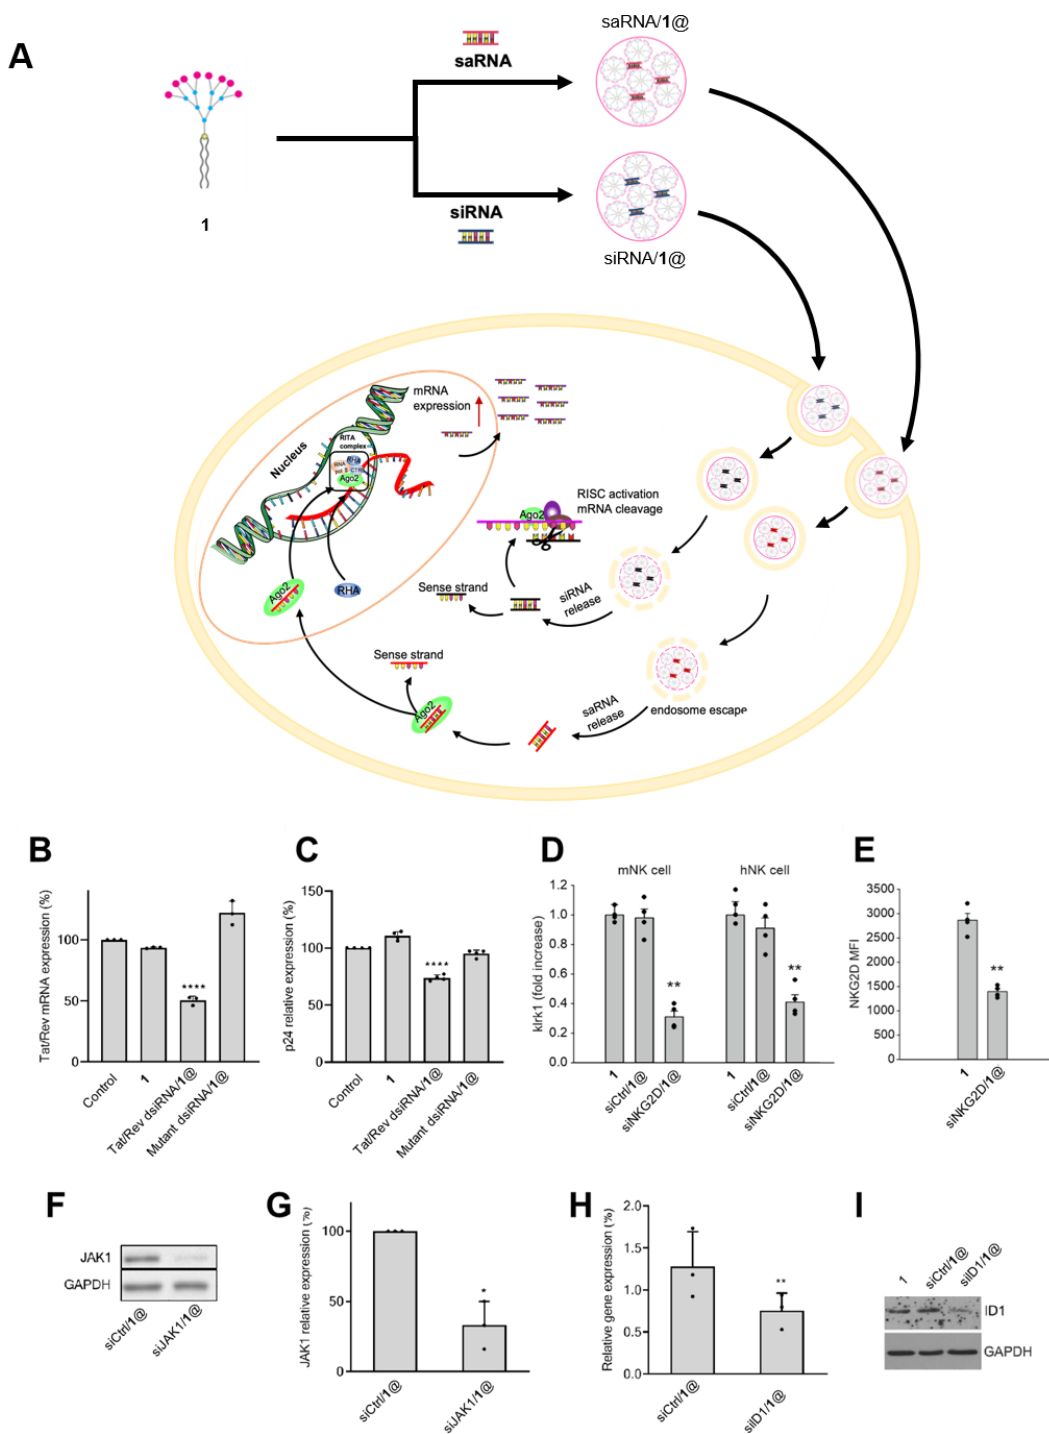 A
saRNA
saRNA/1@
siRNA
siRNA/1@
1
mRNA
expression
RITA
complex
Nucleus
RHA
RNA
Pol II
Ago2
RISC activation
mRNA cleavage
Ago2
Sense strand
siRNA
release
Ago2
RHA
Sense strand
Ago2
saRNA
release
endosome escape
B
Tat/Rev mRNA expression (%)
100
50
0
Control
1
Tat/Rev dsiRNA/1@
Mutant dsiRNA/1@
****
C
p24 relative expression (%)
150
100
50
0
Control
1
Tat/Rev dsiRNA/1@
Mutant dsiRNA/1@
****
D
mNK cell
hNK cell
klrk1 (fold increase)
1.2
1.0
0.8
0.6
0.4
0.2
0.0
**
**
1
siCtrl/1@
siNKG2D/1@
1
siCtrl/1@
siNKG2D/1@
E
NKG2D MFI
3500
3000
2500
2000
1500
1000
500
0
**
1
siNKG2D/1@
F
JAK1
GAPDH
siCtrl/1@
siJAK1/1@
G
JAK1 relative expression (%)
100
50
0
*
siCtrl/1@
siJAK1/1@
H
Relative gene expression (%)
2.0
1.5
1.0
0.5
0.0
**
siCtrl/1@
siID1/1@
I
1
siCtrl/1@
siID1/1@
ID1
GAPDH